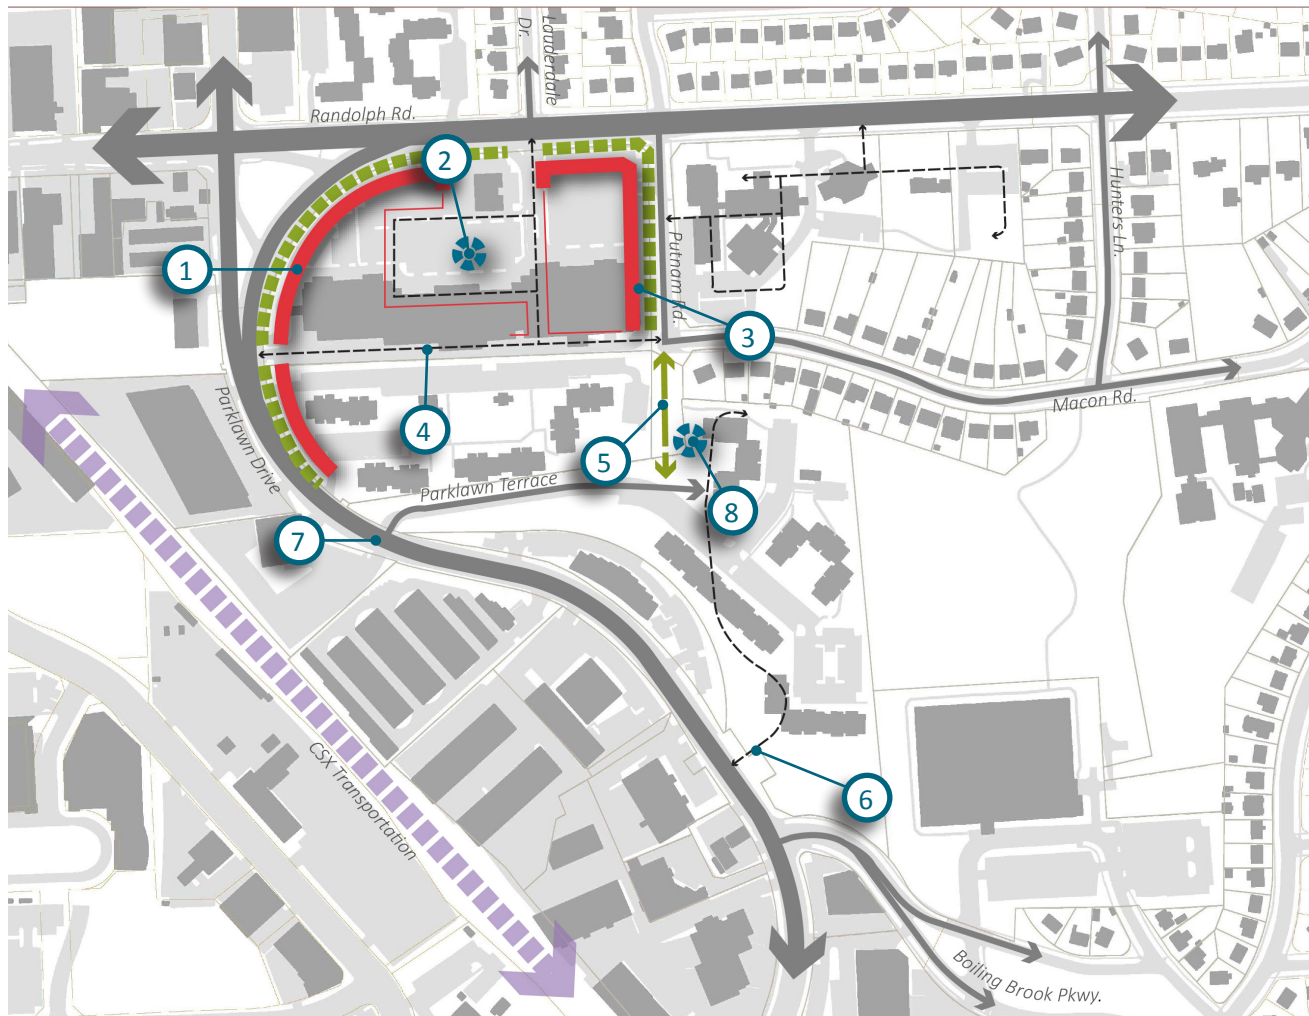 Lauderdale
Dr.
Randolph Rd.
2
Hunters Ln.
1
Putnam Rd.
3
Parklawn Drive
4
Macon Rd.
5
Parklawn Terrace
8
7
CSX Transportation
6
Boiling Brook Pkwy.